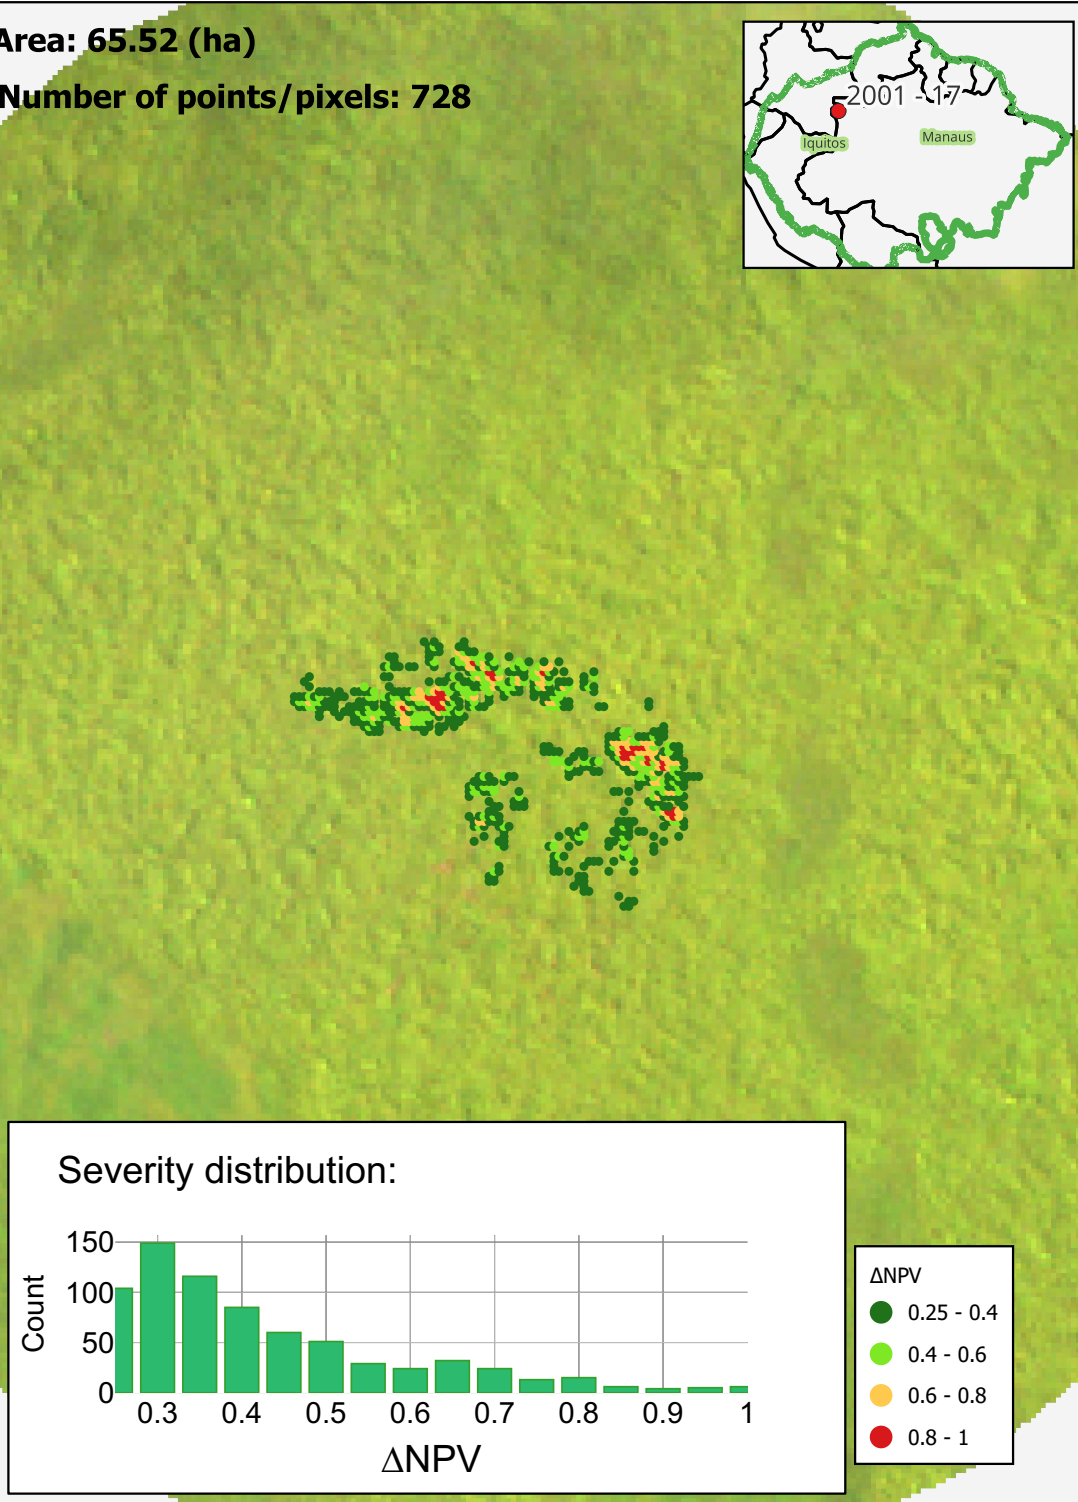 Area: 65.52 (ha)
Number of points/pixels: 728
2001 - 17
Iquitos
Manaus
Severity distribution:
150
100
50
0
Count
0.3 0.4 0.5 0.6 0.7 0.8 0.9 1
ΔNPV
ΔNPV
0.25 - 0.4
0.4 - 0.6
0.6 - 0.8
0.8 - 1